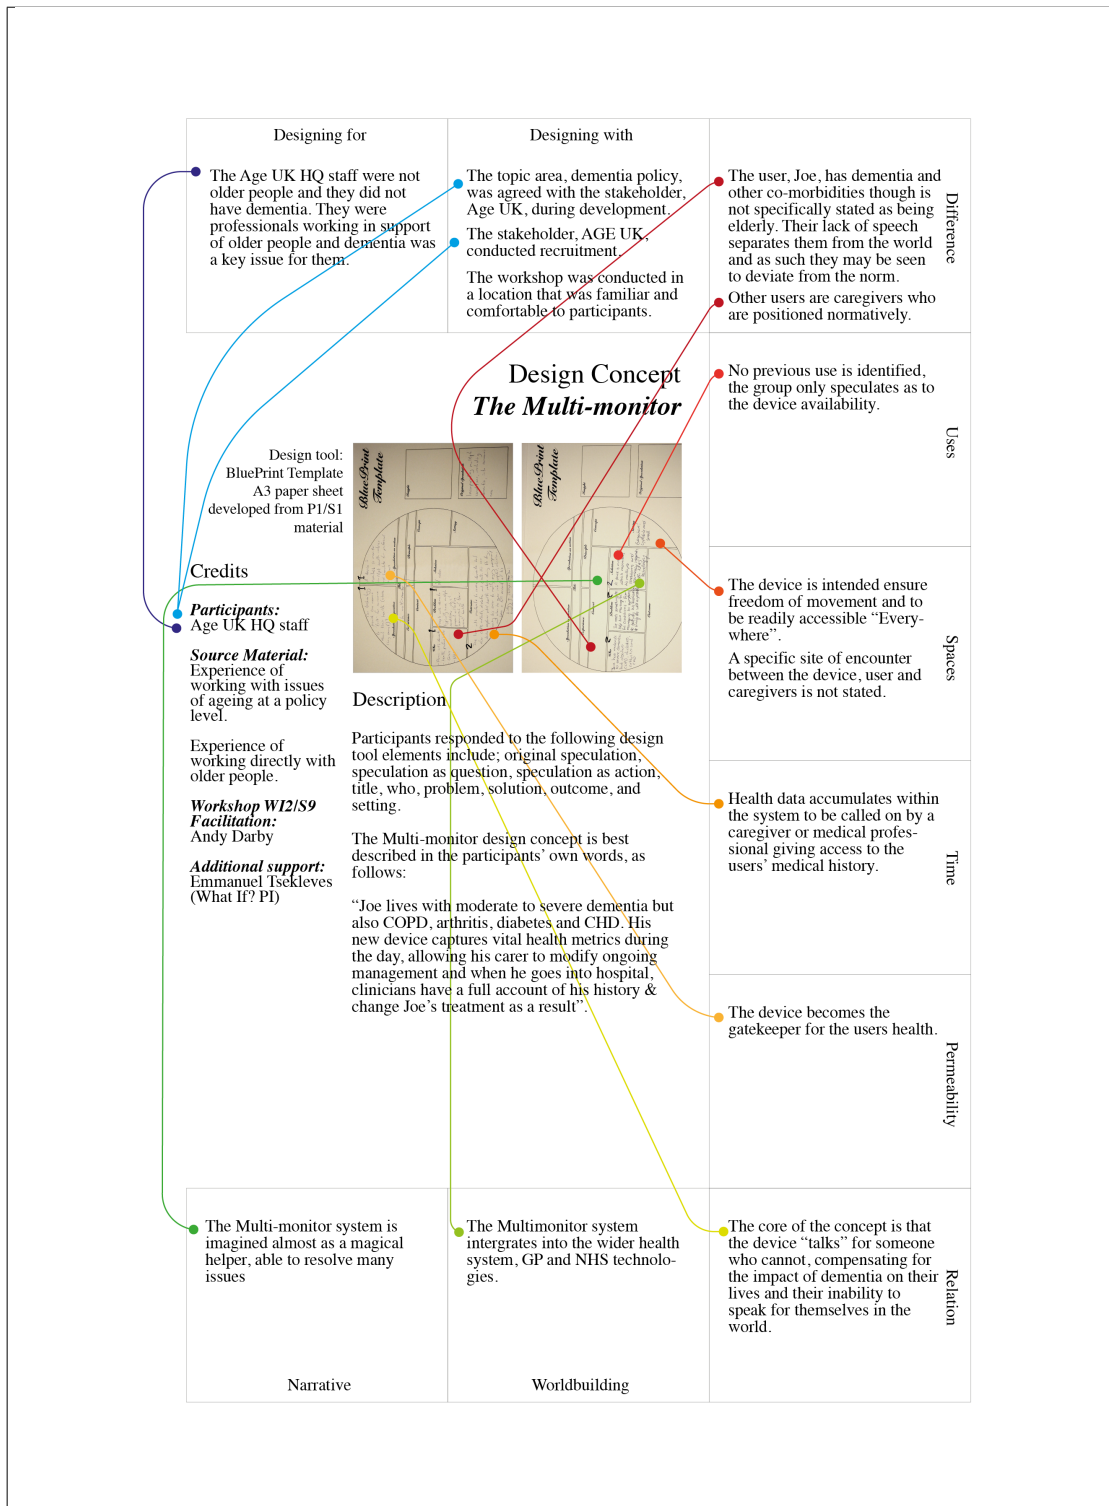 Designing for
Designing with
The Age UK HQ staff were not
older people and they did not
have dementia. They were
professionals working in support
of older people and dementia was
a key issue for them.
The topic area, dementia policy,
was agreed with the stakeholder,
Age UK, during development.
The stakeholder, AGE UK,
conducted recruitment.
The workshop was conducted in
a location that was familiar and
comfortable to participants.
The user, Joe, has dementia and
other co-morbidities though is
not specifically stated as being
elderly. Their lack of speech
separates them from the world
and as such they may be seen
to deviate from the norm.
Other users are caregivers who
are positioned normatively.
Difference
Design Concept
The Multi-monitor
No previous use is identified,
the group only speculates as to
the device availability.
Uses
Design tool:
BluePrint Template
A3 paper sheet
developed from P1/S1
material
BluePrint
Template
BluePrint
Template
Credits
Participants:
Age UK HQ staff
Source Material:
Experience of
working with issues
of ageing at a policy
level.
Experience of
working directly with
older people.
Workshop WI2/S9
Facilitation:
Andy Darby
Additional support:
Emmanuel Tsekleves
(What If? PI)
The device is intended ensure
freedom of movement and to
be readily accessible “Every-
where”.
A specific site of encounter
between the device, user and
caregivers is not stated.
Spaces
Description
Participants responded to the following design
tool elements include; original speculation,
speculation as question, speculation as action,
title, who, problem, solution, outcome, and
setting.
The Multi-monitor design concept is best
described in the participants’ own words, as
follows:
“Joe lives with moderate to severe dementia but
also COPD, arthritis, diabetes and CHD. His
new device captures vital health metrics during
the day, allowing his carer to modify ongoing
management and when he goes into hospital,
clinicians have a full account of his history &
change Joe’s treatment as a result”.
Health data accumulates within
the system to be called on by a
caregiver or medical profes-
sional giving access to the
users’ medical history.
Time
The device becomes the
gatekeeper for the users health.
Permeability
The Multi-monitor system is
imagined almost as a magical
helper, able to resolve many
issues
Narrative
The Multimonitor system
intergrates into the wider health
system, GP and NHS technolo-
gies.
Worldbuilding
The core of the concept is that
the device “talks” for someone
who cannot, compensating for
the impact of dementia on their
lives and their inability to
speak for themselves in the
world.
Relation